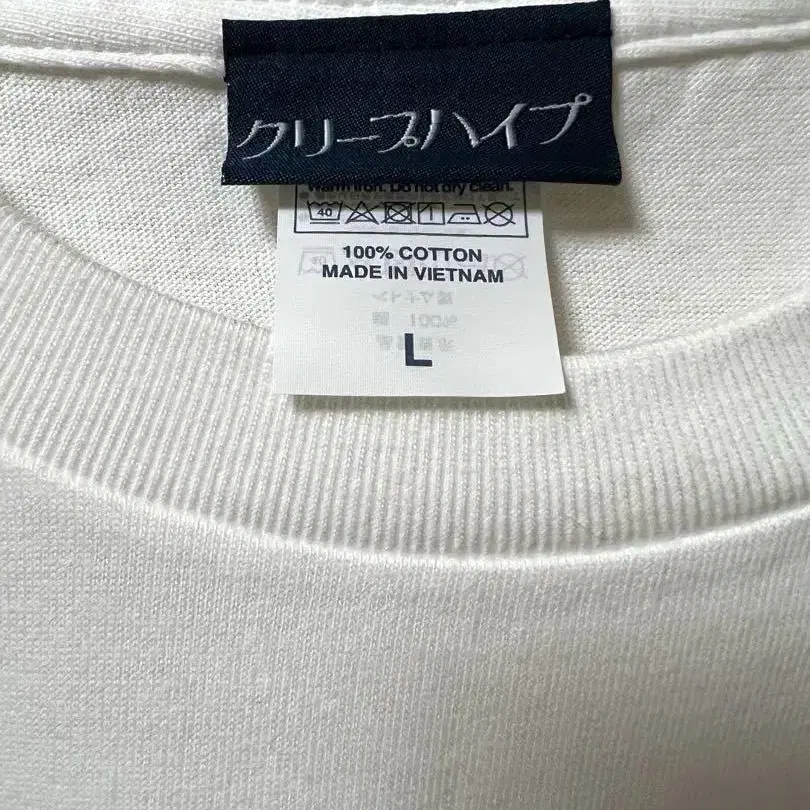 クリープハイプ
Warm iron. Do not dry clean.
40
100% COTTON
MADE IN VIETNAM
L